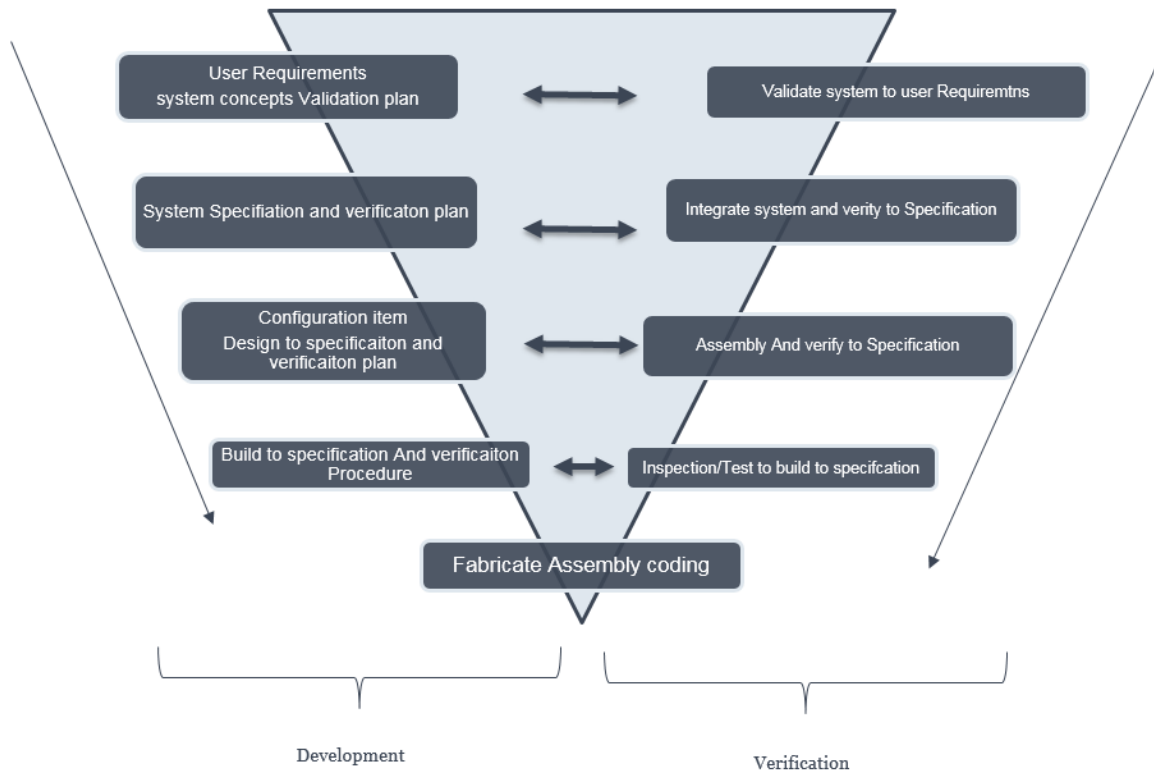 User Requirements
system concepts Validation plan
Validate system to user Requiremtns
System Specifiation and verificaton plan
Integrate system and verity to Specification
Configuration item
Design to specificaiton and
verificaiton plan
Assembly And verify to Specification
Build to specification And verificaiton
Procedure
Inspection/Test to build to specifcation
Fabricate Assembly coding
Development
Verification